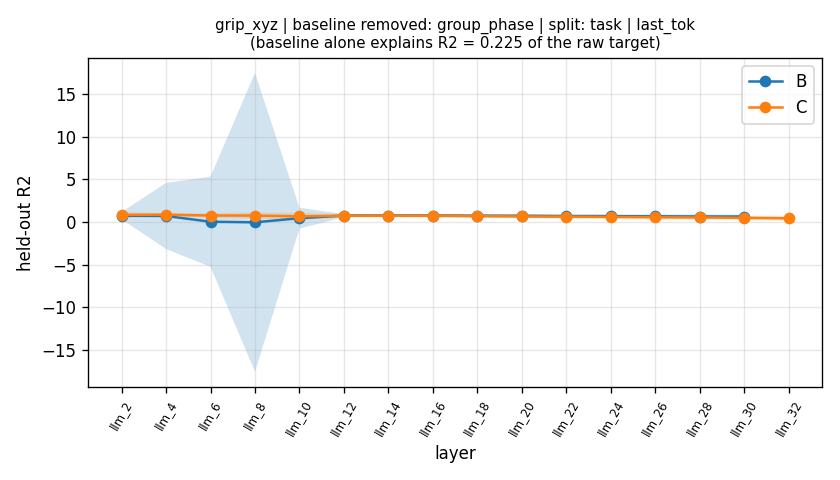 grip_xyz | baseline removed: group_phase | split: task | last_tok
(baseline alone explains R2 = 0.225 of the raw target)
B
C
15
10
5
0
−5
−10
−15
held-out R2
llm_2
llm_4
llm_6
llm_8
llm_10
llm_12
llm_14
llm_16
llm_18
llm_20
llm_22
llm_24
llm_26
llm_28
llm_30
llm_32
layer